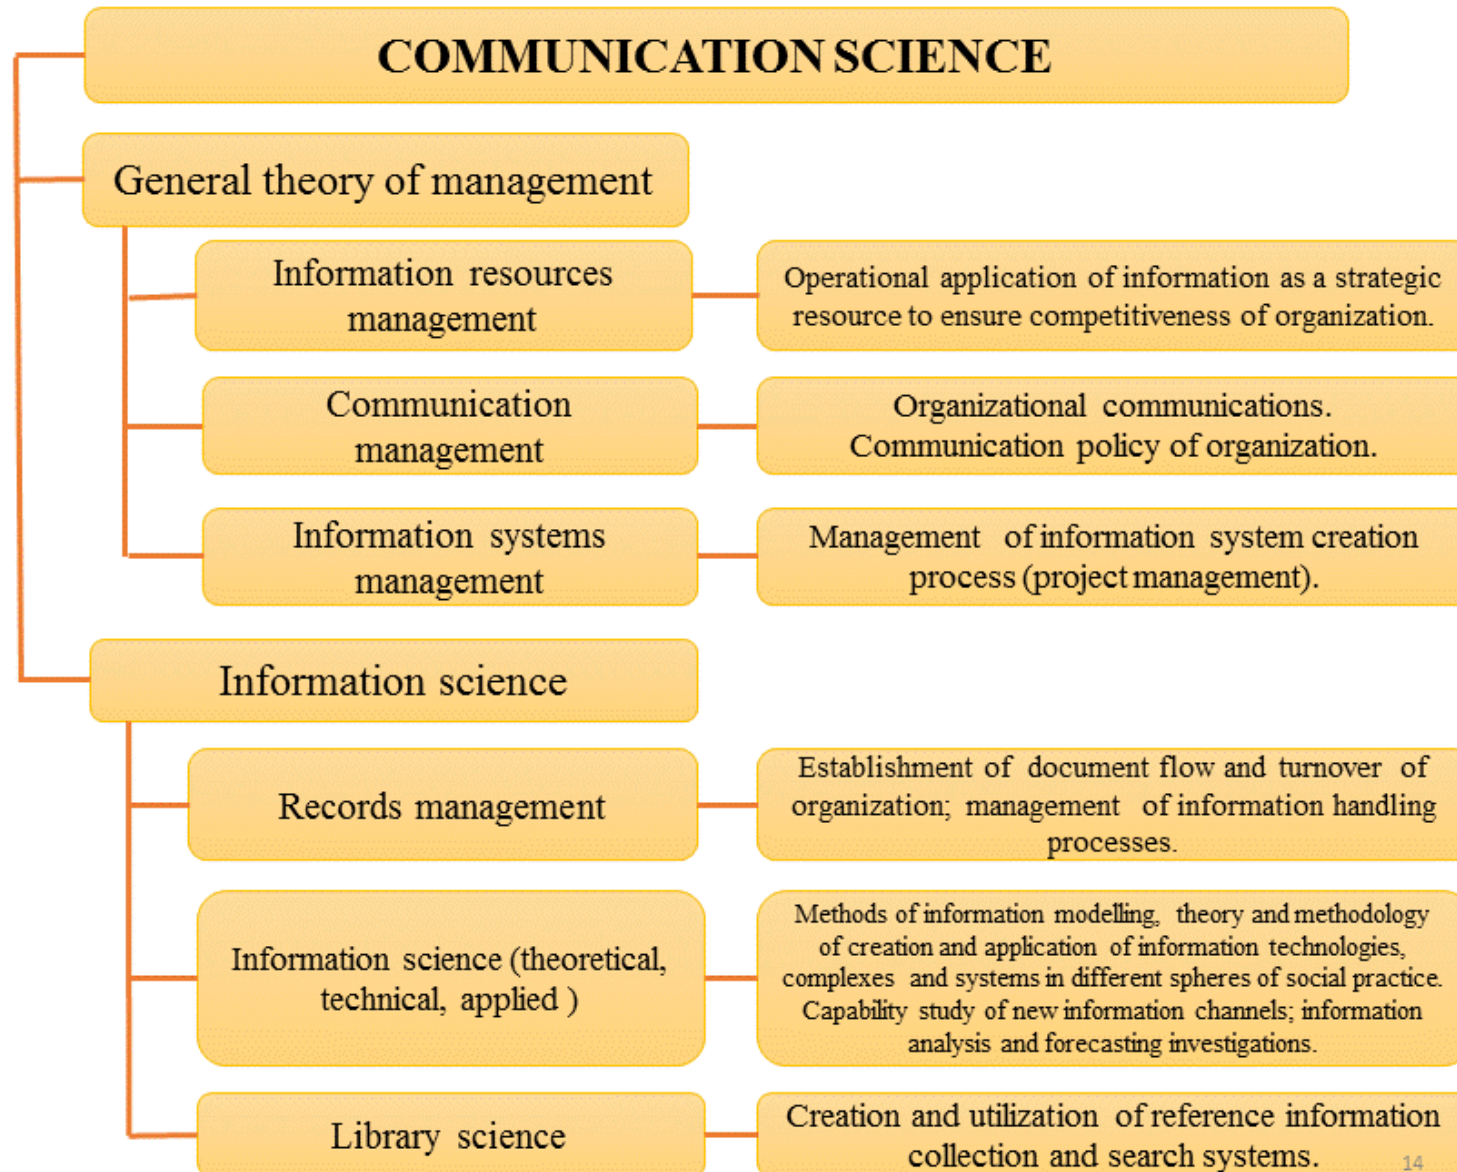 COMMUNICATION SCIENCE
General theory of management
Information resources
management
Operational application of information as a strategic
resource to ensure competitiveness of organization.
Communication
management
Organizational communications.
Communication policy of organization.
Information systems
management
Management of information system creation
process (project management).
Information science
Records management
Establishment of document flow and turnover of
organization; management of information handling
processes.
Information science (theoretical,
technical, applied )
Methods of information modelling, theory and methodology
of creation and application of information technologies,
complexes and systems in different spheres of social practice.
Capability study of new information channels; information
analysis and forecasting investigations.
Library science
Creation and utilization of reference information
collection and search systems.
14